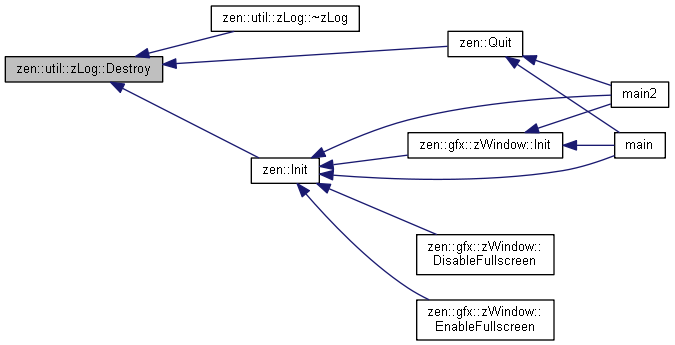 zen::util::zLog::~zLog
zen::Quit
zen::util::zLog::Destroy
main2
zen::gfx::zWindow::Init
main
zen::Init
zen::gfx::zWindow::
DisableFullscreen
zen::gfx::zWindow::
EnableFullscreen